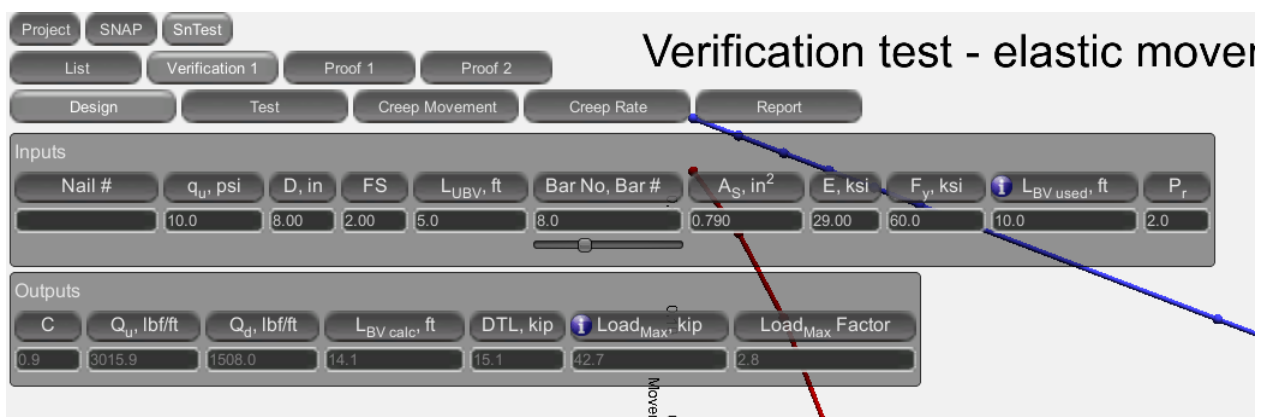 Project SNAP SnTest
Verification test - elastic mover
List Verification 1 Proof 1 Proof 2
Design Test Creep Movement Creep Rate Report
Inputs
Nail # qu, psi D, in FS LUBV, ft Bar No, Bar # AS, in2 E, ksi Fy, ksi LBV used, ft Pr
10.0 8.00 2.00 5.0 8.0 0.790 29.00 60.0 10.0 2.0
Outputs
C Qu, lbf/ft Qd, lbf/ft LBV calc, ft DTL, kip LoadMax, kip LoadMax Factor
0.9 3015.9 1508.0 14.1 15.1 42.7 2.8
Mover